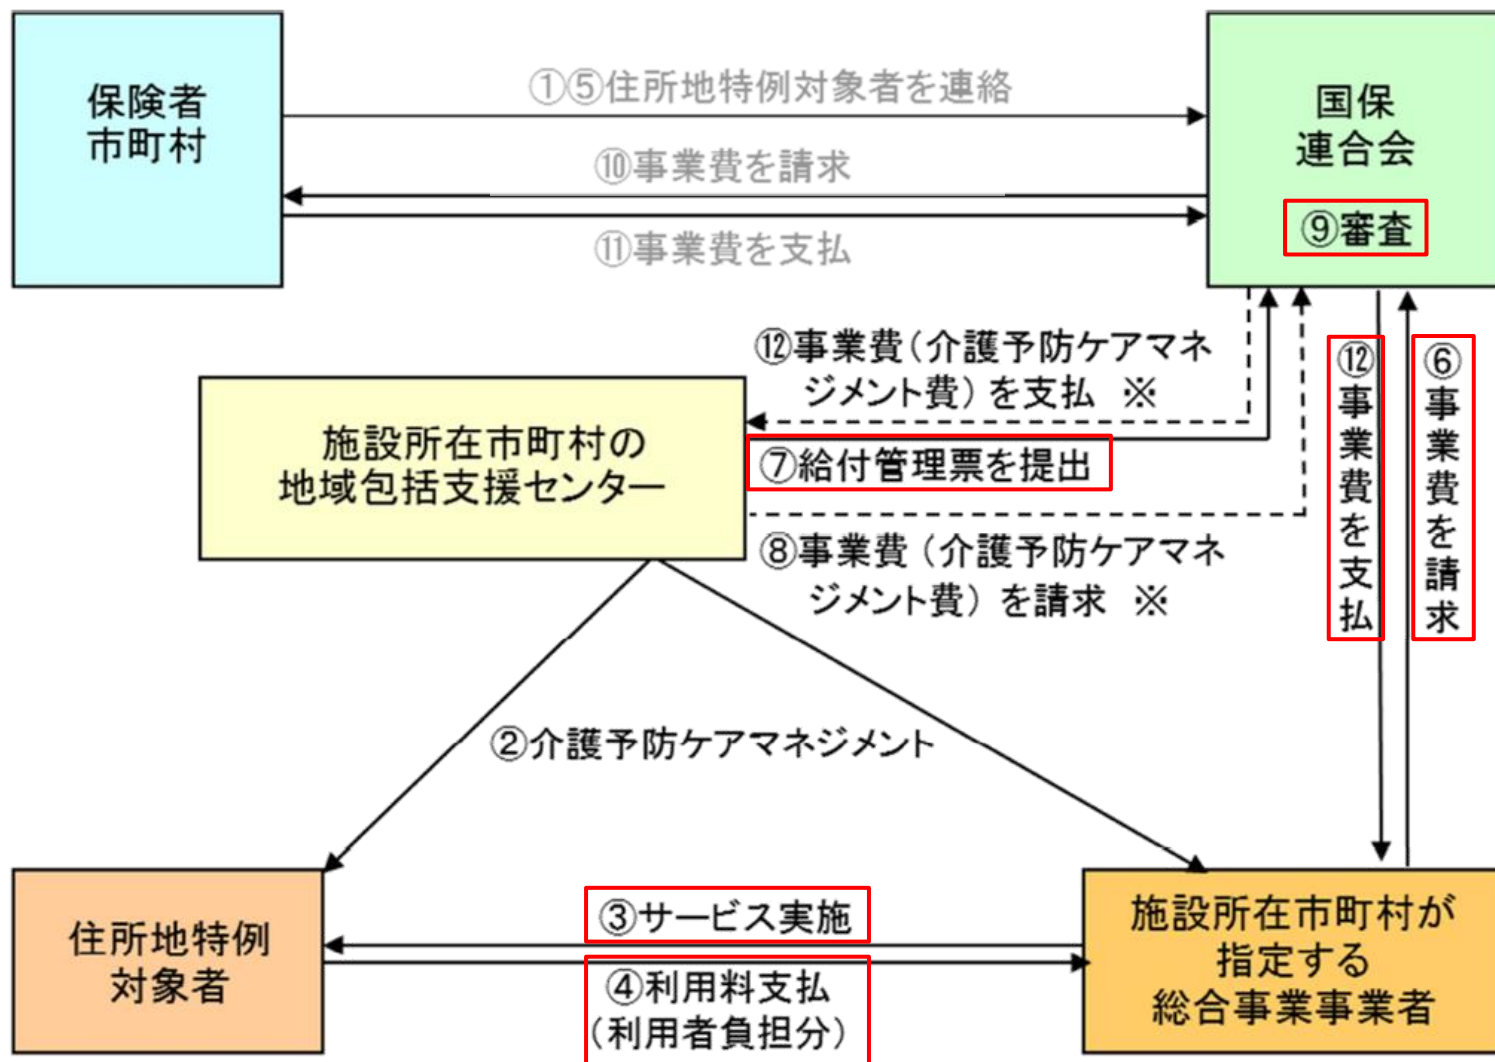 保険者
市町村
①⑤住所地特例対象者を連絡
⑩事業費を請求
⑪事業費を支払
国保
連合会
⑨審査
⑫事業費（介護予防ケアマネ
ジメント費）を支払　※
施設所在市町村の
地域包括支援センター
⑦給付管理票を提出
⑧事業費（介護予防ケアマネ
ジメント費）を請求　※
⑫事業費を支払
⑥事業費を請求
②介護予防ケアマネジメント
住所地特例
対象者
③サービス実施
④利用料支払
（利用者負担分）
施設所在市町村が
指定する
総合事業事業者